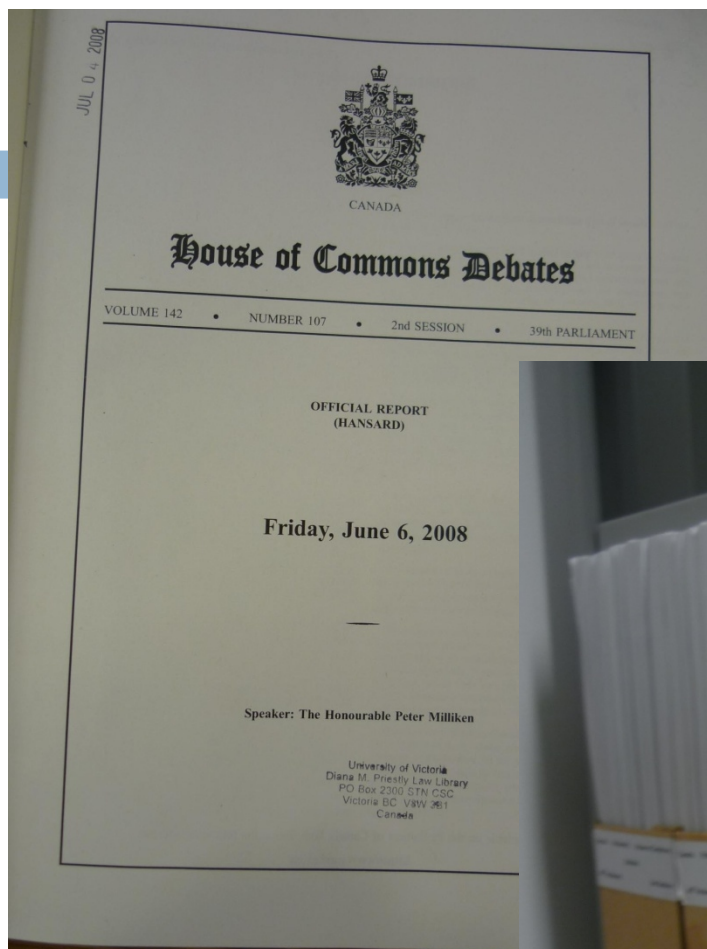 JUL 0 4 2008
CANADA
House of Commons Debates
VOLUME 142 • NUMBER 107 • 2nd SESSION • 39th PARLIAMENT
OFFICIAL REPORT
(HANSARD)
Friday, June 6, 2008
Speaker: The Honourable Peter Milliken
University of Victoria
Diana M. Priestly Law Library
PO Box 2300 STN CSC
Victoria BC V8W 3B1
Canada